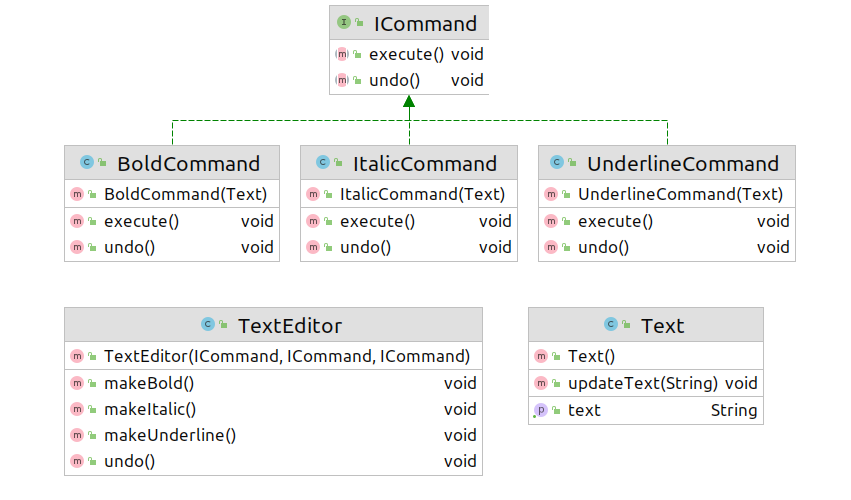 ICommand
execute() void
undo() void
BoldCommand
BoldCommand(Text)
execute() void
undo() void
ItalicCommand
ItalicCommand(Text)
execute() void
undo() void
UnderlineCommand
UnderlineCommand(Text)
execute() void
undo() void
TextEditor
TextEditor(ICommand, ICommand, ICommand)
makeBold() void
makeItalic() void
makeUnderline() void
undo() void
Text
Text()
updateText(String) void
text String